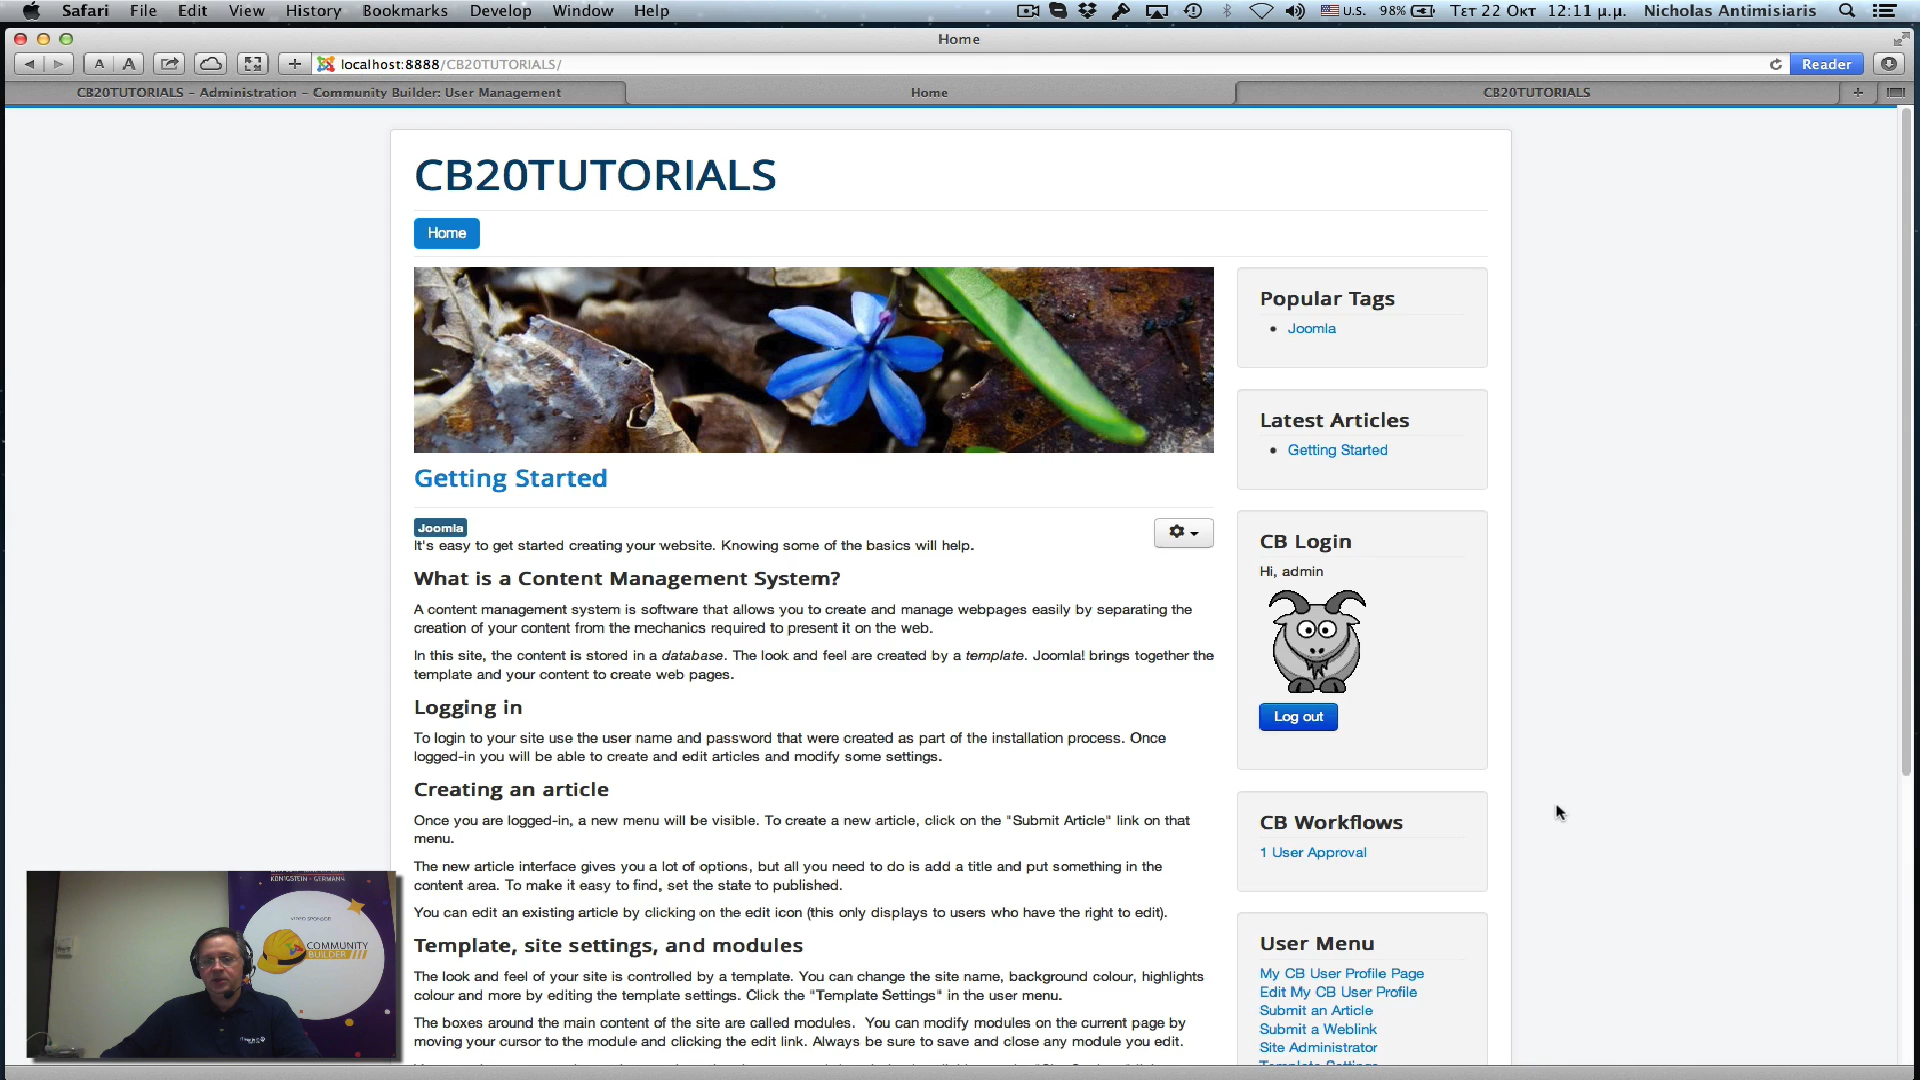 Safari File Edit View History Bookmarks Develop Window Help
U.S. 98% Τετ 22 Οκτ 12:11 μ.μ. Nicholas Antimisiaris
Home
A A + localhost:8888/CB20TUTORIALS/ Reader
CB20TUTORIALS – Administration – Community Builder: User Management
Home
CB20TUTORIALS
CB20TUTORIALS
Home
Getting Started
Joomla
It's easy to get started creating your website. Knowing some of the basics will help.
What is a Content Management System?
A content management system is software that allows you to create and manage webpages easily by separating the
creation of your content from the mechanics required to present it on the web.
In this site, the content is stored in a database. The look and feel are created by a template. Joomla! brings together the
template and your content to create web pages.
Logging in
To login to your site use the user name and password that were created as part of the installation process. Once
logged-in you will be able to create and edit articles and modify some settings.
Creating an article
Once you are logged-in, a new menu will be visible. To create a new article, click on the "Submit Article" link on that
menu.
The new article interface gives you a lot of options, but all you need to do is add a title and put something in the
content area. To make it easy to find, set the state to published.
You can edit an existing article by clicking on the edit icon (this only displays to users who have the right to edit).
Template, site settings, and modules
The look and feel of your site is controlled by a template. You can change the site name, background colour, highlights
colour and more by editing the template settings. Click the "Template Settings" in the user menu.
The boxes around the main content of the site are called modules. You can modify modules on the current page by
moving your cursor to the module and clicking the edit link. Always be sure to save and close any module you edit.
Popular Tags
Joomla
Latest Articles
Getting Started
CB Login
Hi, admin
Log out
CB Workflows
1 User Approval
User Menu
My CB User Profile Page
Edit My CB User Profile
Submit an Article
Submit a Weblink
Site Administrator
Template Settings
KÖNIGSTEIN - GERMANY
VIDEO SPONSOR
COMMUNITY
BUILDER